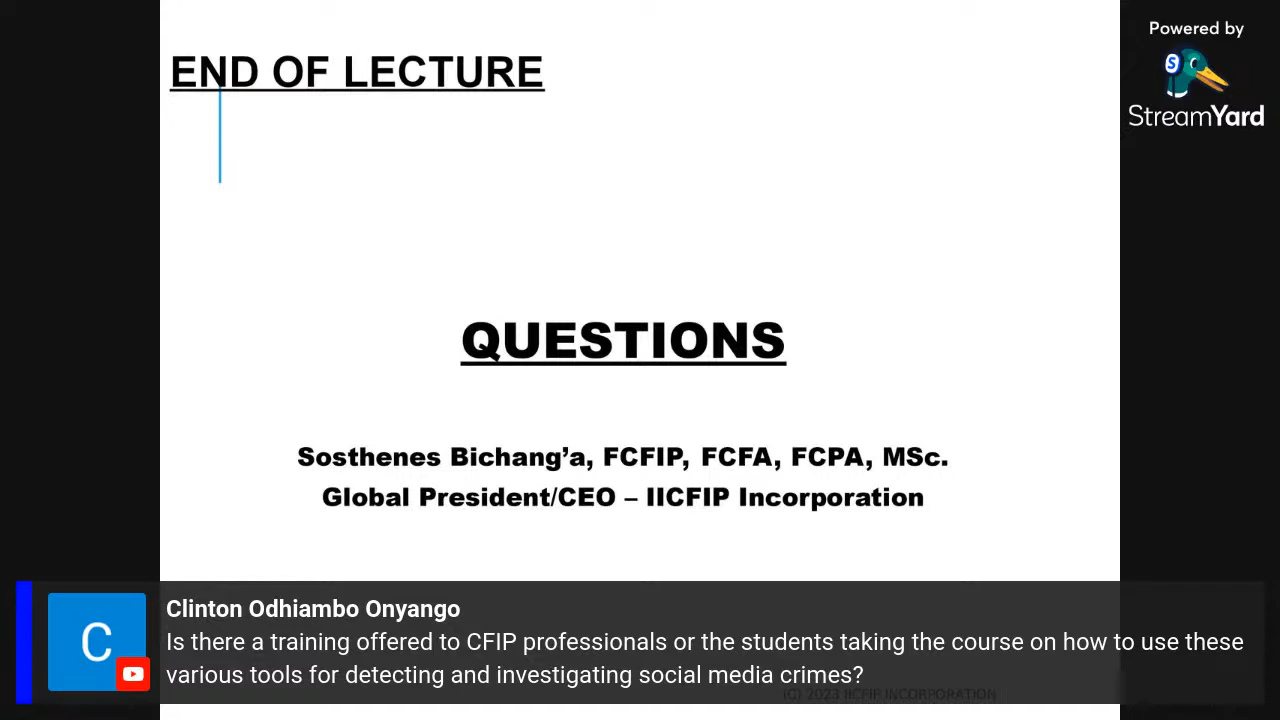 Powered by
S
StreamYard
END OF LECTURE
QUESTIONS
Sosthenes Bichang’a, FCFIP, FCFA, FCPA, MSc.
Global President/CEO – IICFIP Incorporation
C
Clinton Odhiambo Onyango
Is there a training offered to CFIP professionals or the students taking the course on how to use these
various tools for detecting and investigating social media crimes?
(C) 2023 IICFIP INCORPORATION